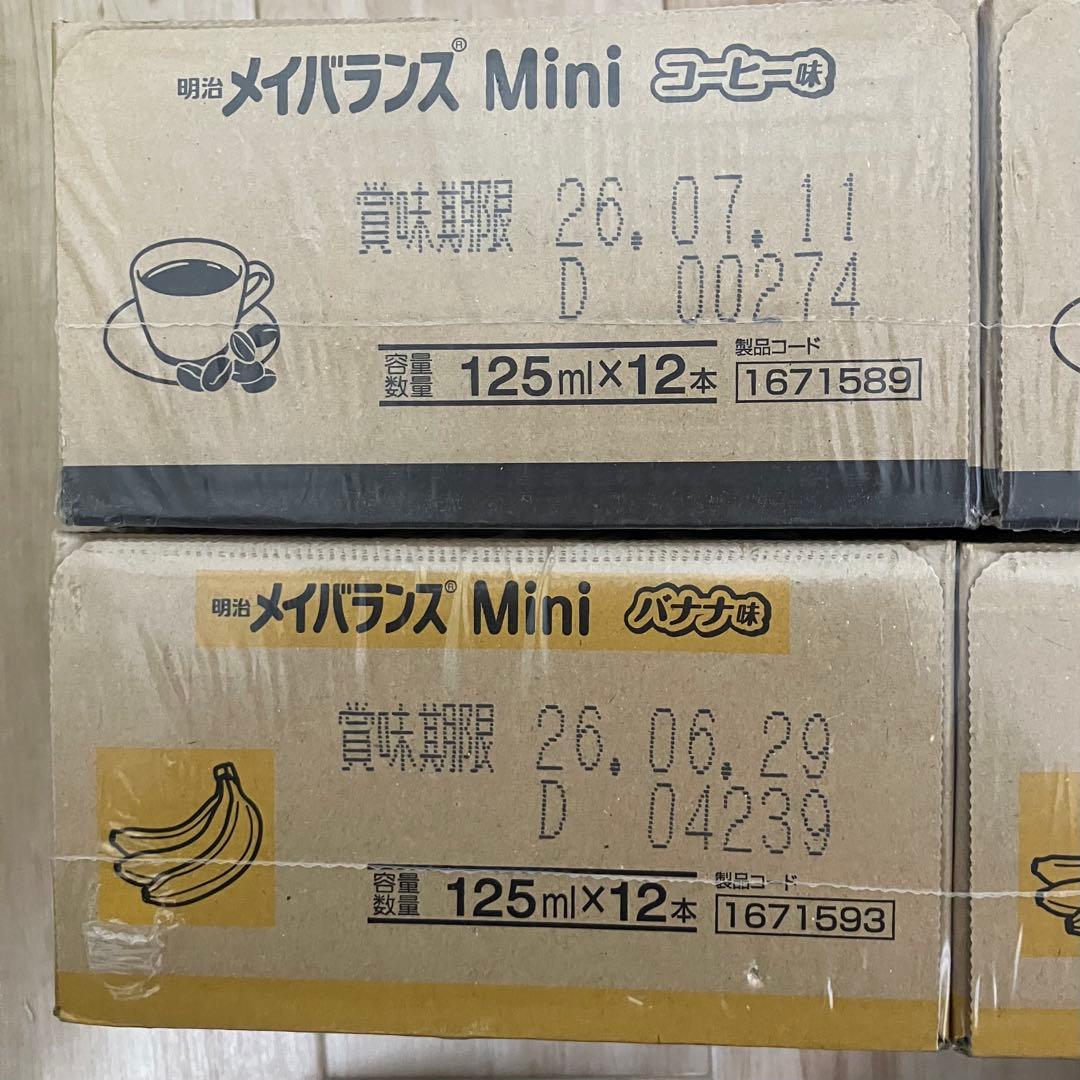 明治 メイバランス® Mini コーヒー味
賞味期限 26.07.11
D 00274
容量 数量 125ml×12本
製品コード
1671589
明治 メイバランス® Mini バナナ味
賞味期限 26.06.29
D 04239
容量 数量 125ml×12本
製品コード
1671593